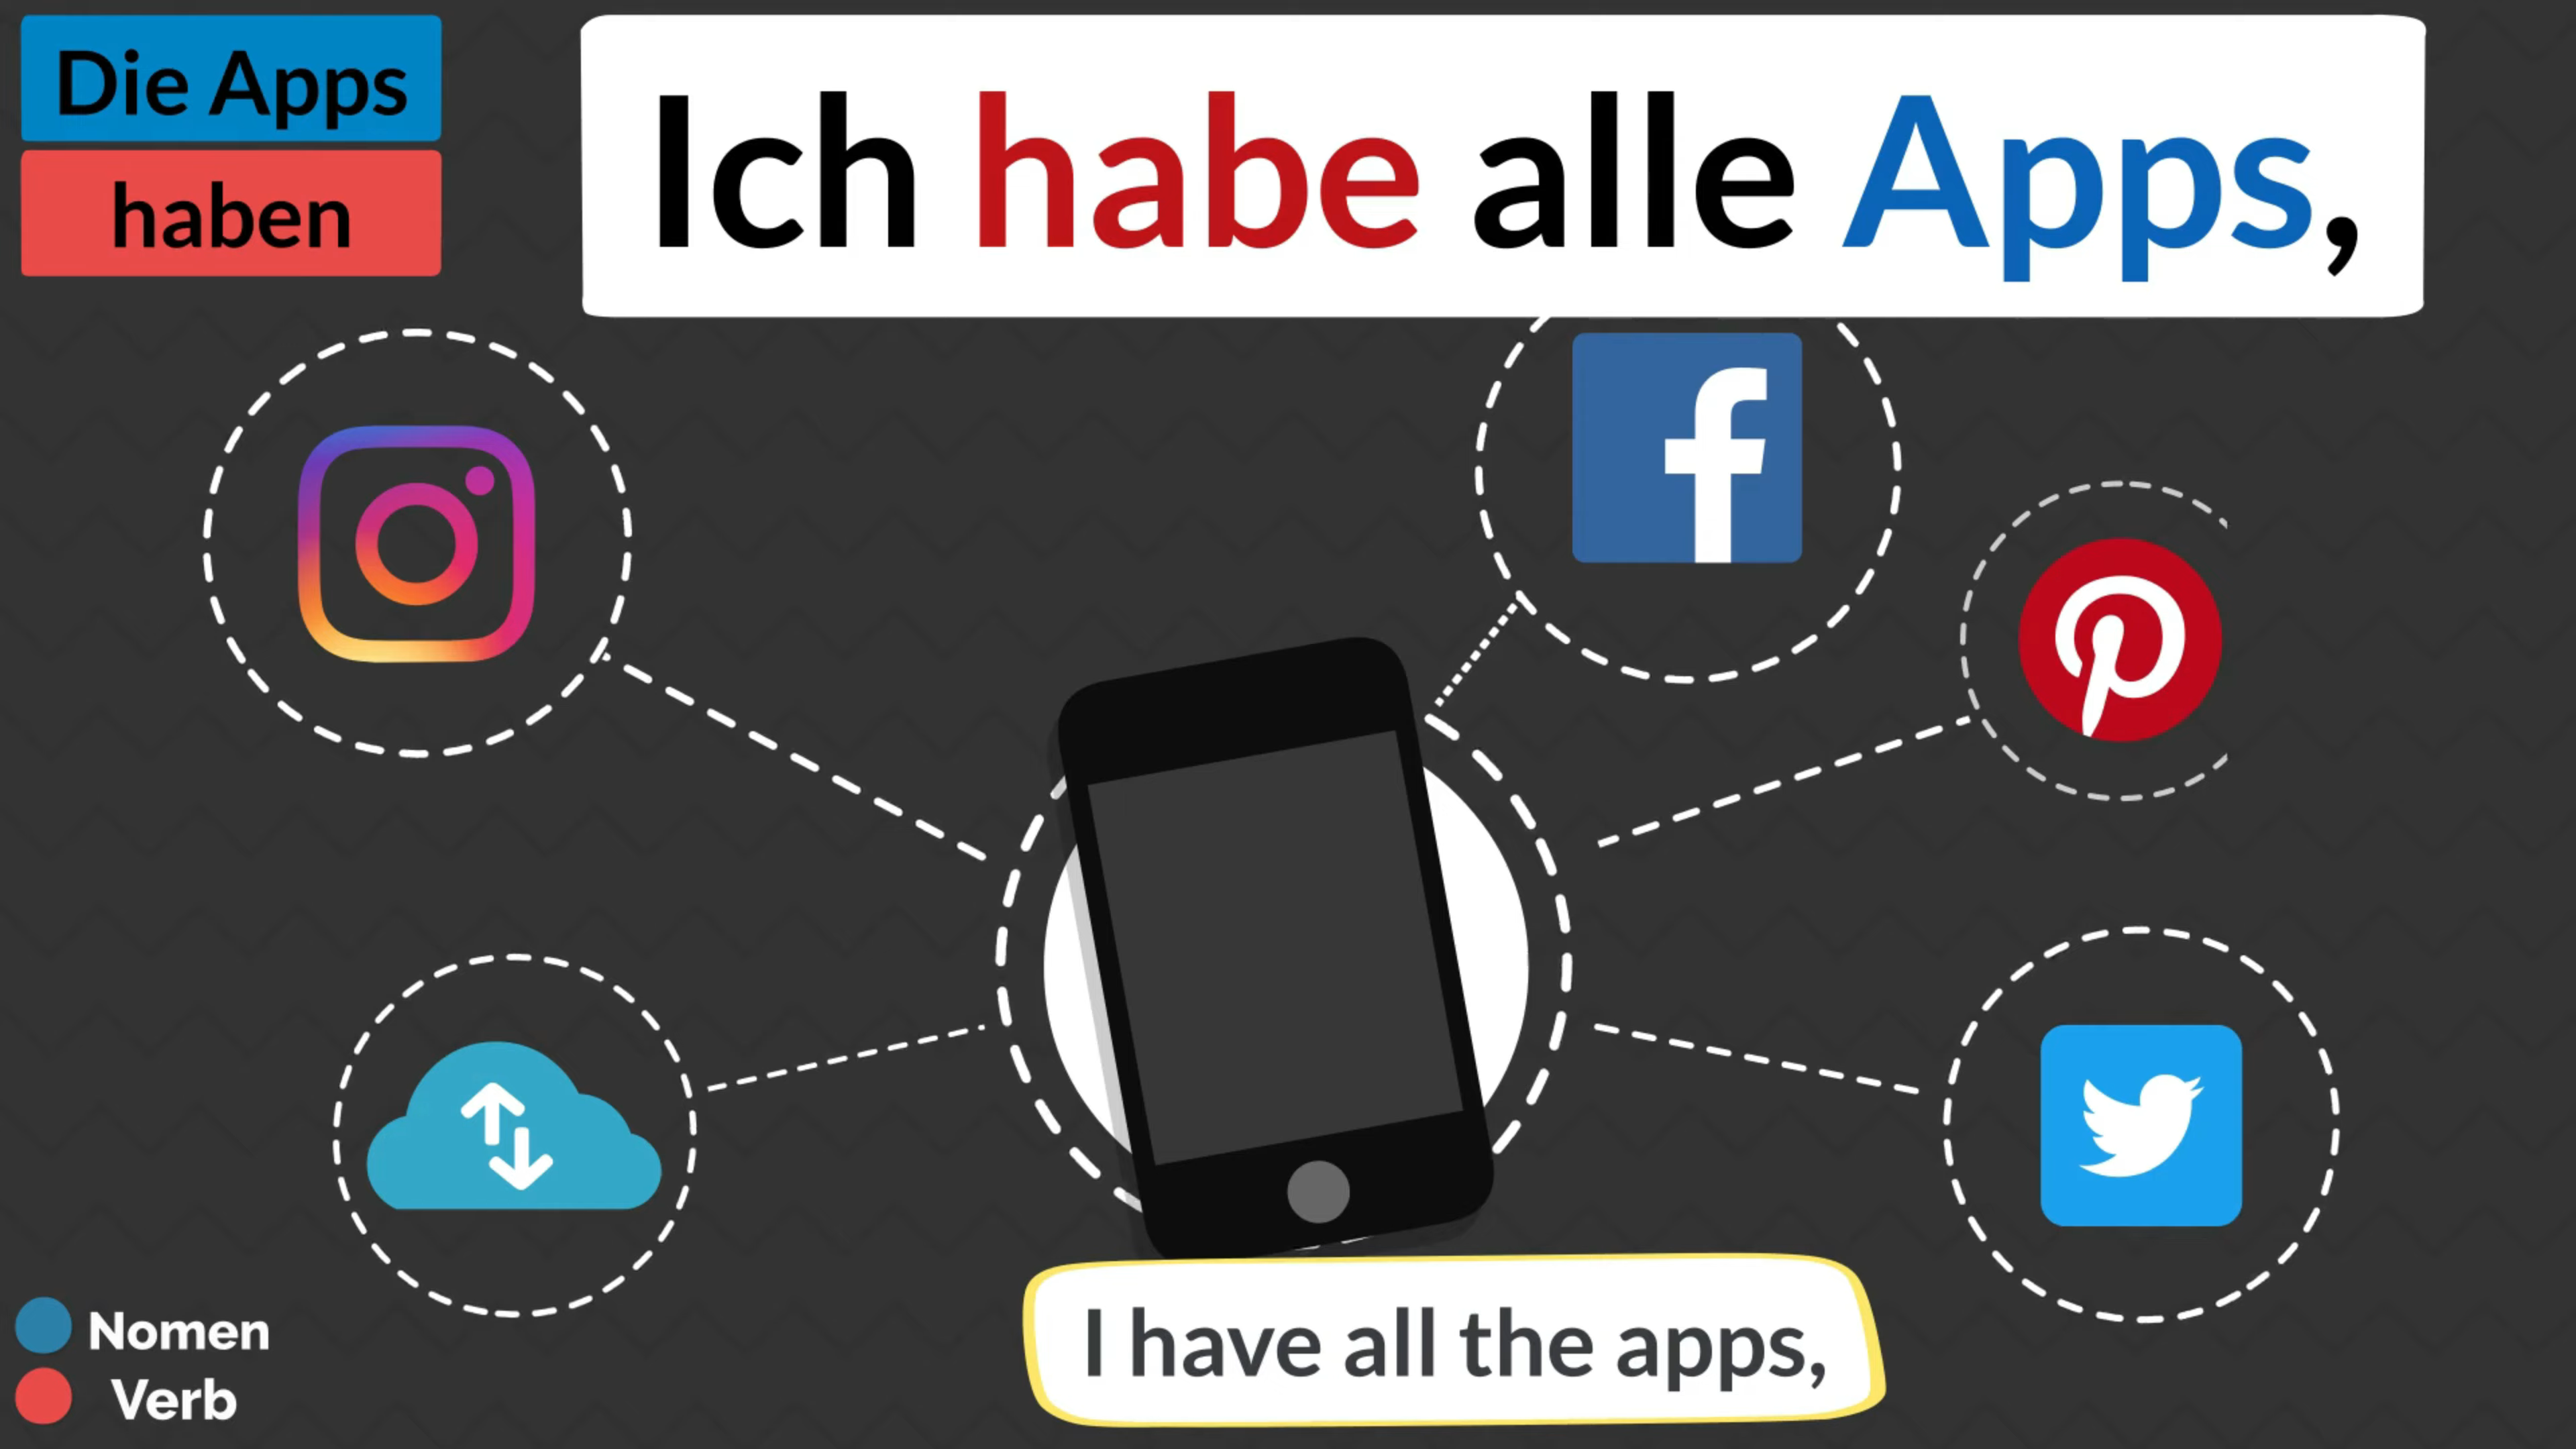 Die Apps
haben
Ich habe alle Apps,
Nomen
Verb
I have all the apps,